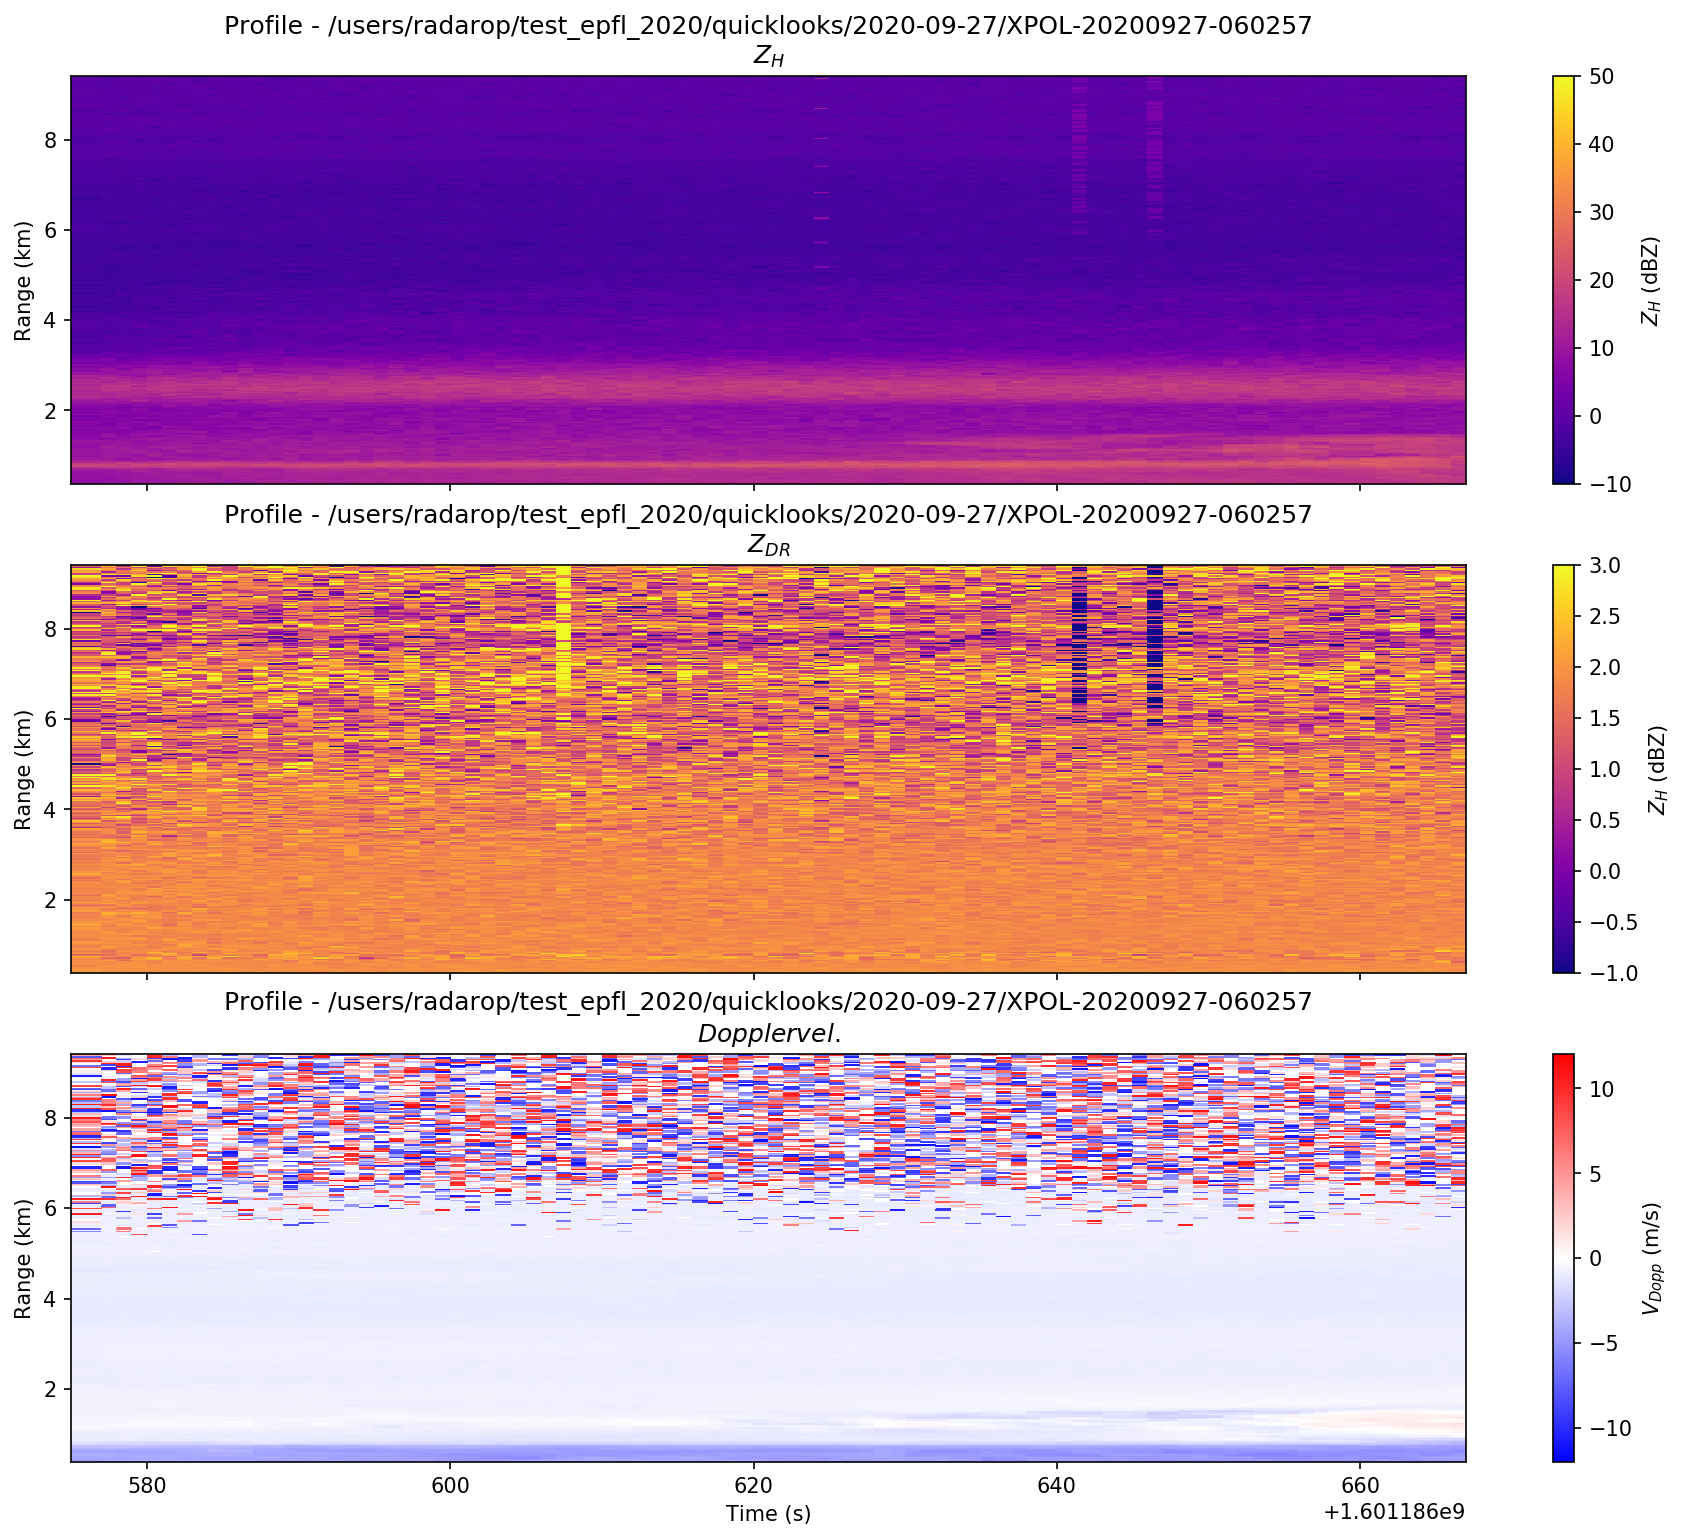 Profile - /users/radarop/test_epfl_2020/quicklooks/2020-09-27/XPOL-20200927-060257
Z_H
50
40
30
20
10
0
−10
Z_H (dBZ)
8
6
4
2
Range (km)
Profile - /users/radarop/test_epfl_2020/quicklooks/2020-09-27/XPOL-20200927-060257
Z_DR
3.0
2.5
2.0
1.5
1.0
0.5
0.0
−0.5
−1.0
Z_H (dBZ)
8
6
4
2
Range (km)
Profile - /users/radarop/test_epfl_2020/quicklooks/2020-09-27/XPOL-20200927-060257
Dopplervel.
10
5
0
−5
−10
V_Dopp (m/s)
8
6
4
2
Range (km)
580 600 620 640 660
Time (s)
+1.601186e9